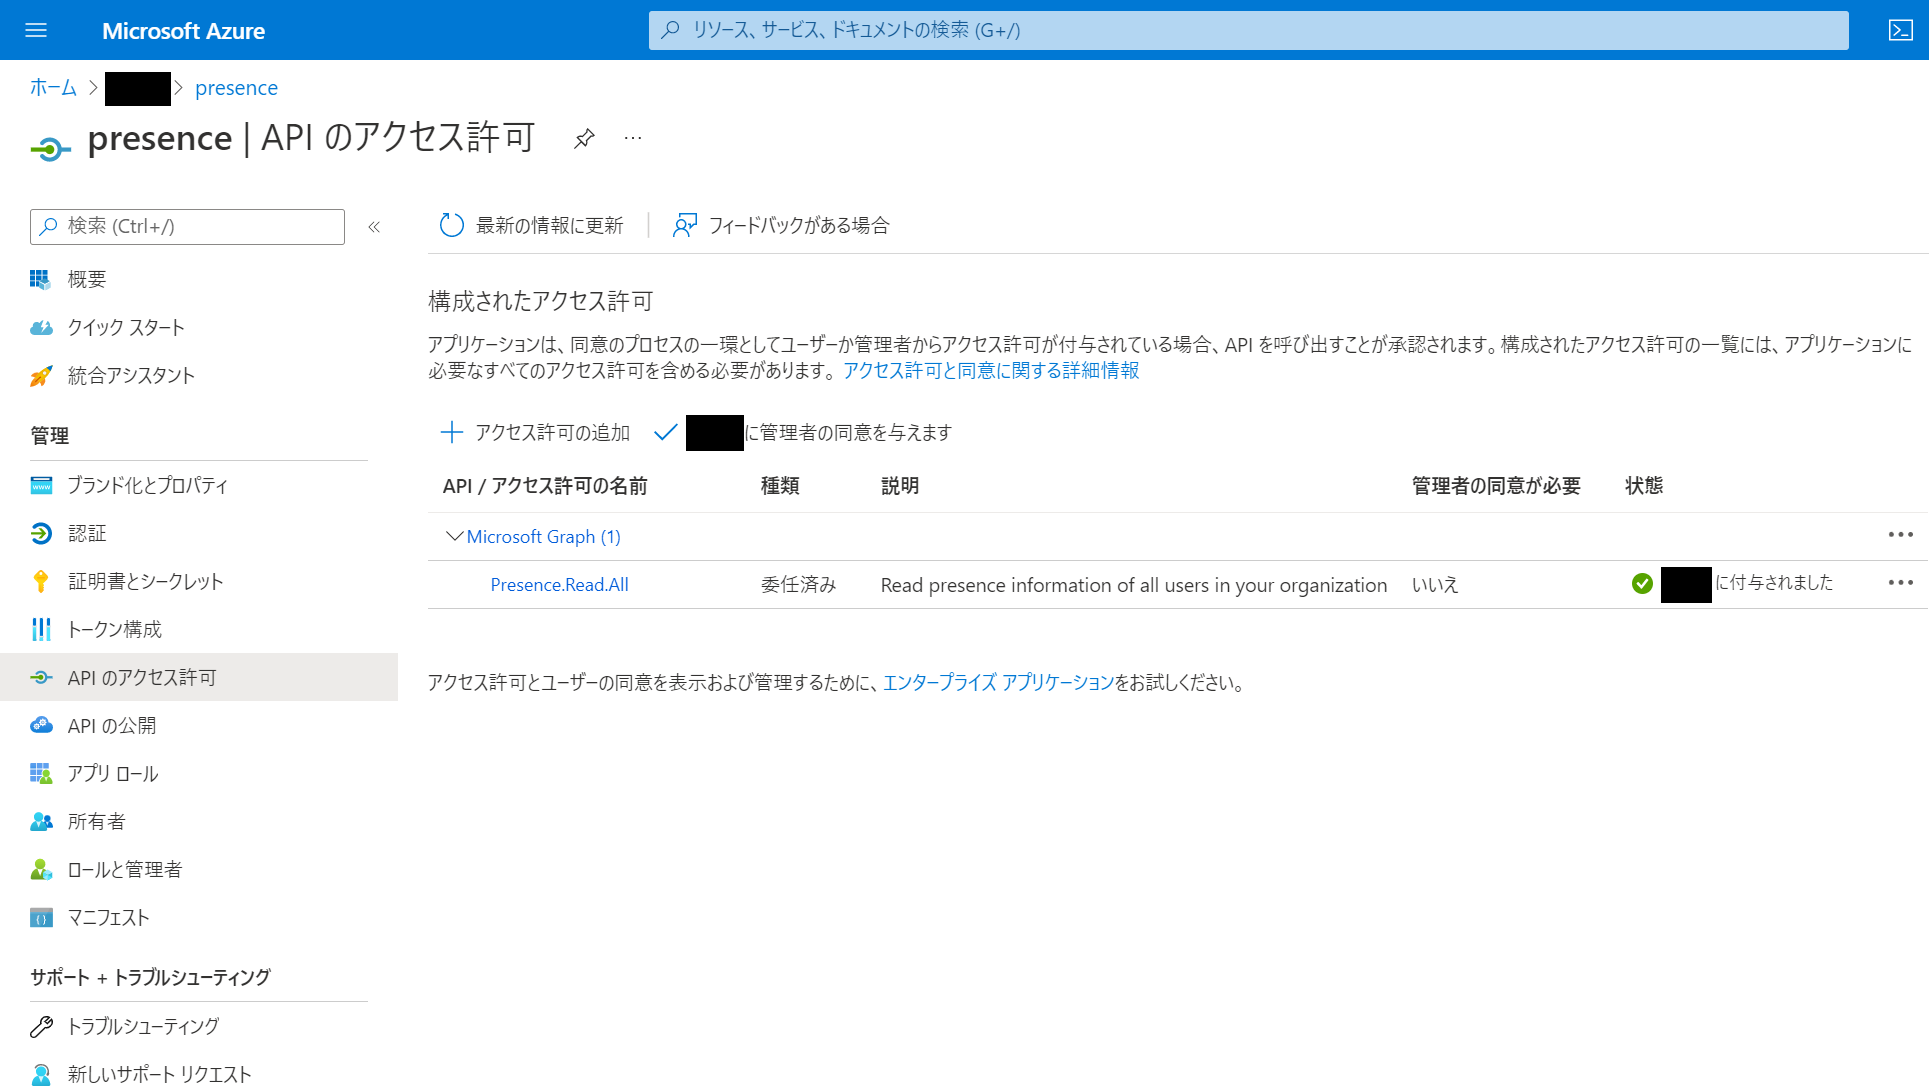 Microsoft Azure
リソース、サービス、ドキュメントの検索 (G+/)
ホーム > > presence
presence | API のアクセス許可 …
検索 (Ctrl+/) «
概要
クイック スタート
統合アシスタント
管理
ブランド化とプロパティ
認証
証明書とシークレット
トークン構成
API のアクセス許可
API の公開
アプリ ロール
所有者
ロールと管理者
マニフェスト
サポート + トラブルシューティング
トラブルシューティング
新しいサポート リクエスト
最新の情報に更新 | フィードバックがある場合
構成されたアクセス許可
アプリケーションは、同意のプロセスの一環としてユーザーか管理者からアクセス許可が付与されている場合、API を呼び出すことが承認されます。構成されたアクセス許可の一覧には、アプリケーションに
必要なすべてのアクセス許可を含める必要があります。 アクセス許可と同意に関する詳細情報
アクセス許可の追加 に管理者の同意を与えます
API / アクセス許可の名前 種類 説明 管理者の同意が必要 状態
Microsoft Graph (1)
Presence.Read.All 委任済み Read presence information of all users in your organization いいえ に付与されました
アクセス許可とユーザーの同意を表示および管理するために、エンタープライズ アプリケーションをお試しください。